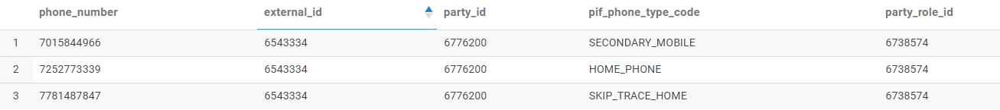 phone_number external_id party_id pif_phone_type_code party_role_id
1 7015844966 6543334 6776200 SECONDARY_MOBILE 6738574
2 7252773339 6543334 6776200 HOME_PHONE 6738574
3 7781487847 6543334 6776200 SKIP_TRACE_HOME 6738574